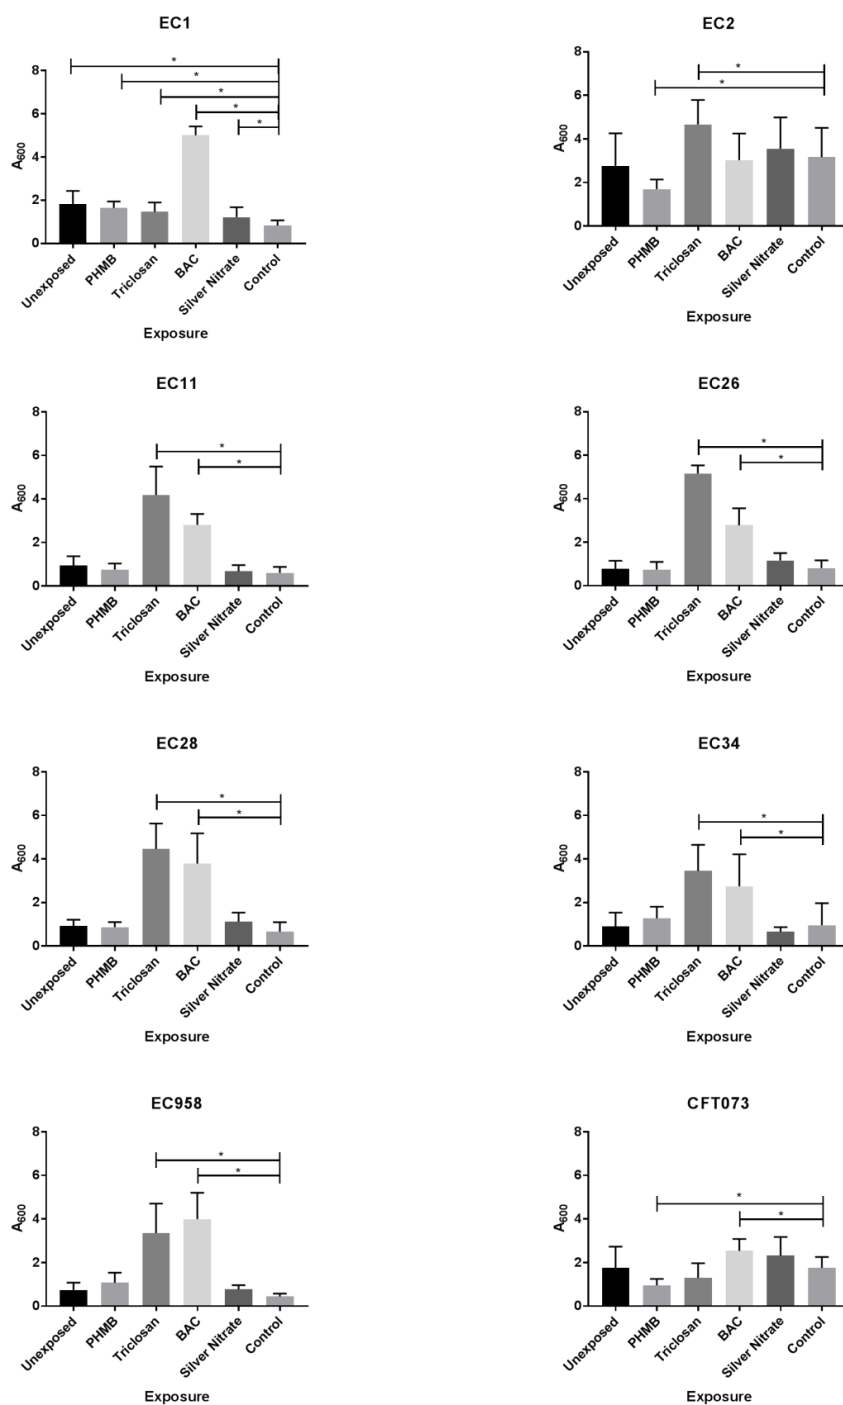 EC1
*
*
*
*
*
8
6
4
2
0
A600
Unexposed
PHMB
Triclosan
BAC
Silver Nitrate
Control
Exposure
EC2
*
*
8
6
4
2
0
A600
Unexposed
PHMB
Triclosan
BAC
Silver Nitrate
Control
Exposure
EC11
*
*
8
6
4
2
0
A600
Unexposed
PHMB
Triclosan
BAC
Silver Nitrate
Control
Exposure
EC26
*
*
8
6
4
2
0
A600
Unexposed
PHMB
Triclosan
BAC
Silver Nitrate
Control
Exposure
EC28
*
*
8
6
4
2
0
A600
Unexposed
PHMB
Triclosan
BAC
Silver Nitrate
Control
Exposure
EC34
*
*
8
6
4
2
0
A600
Unexposed
PHMB
Triclosan
BAC
Silver Nitrate
Control
Exposure
EC958
*
*
8
6
4
2
0
A600
Unexposed
PHMB
Triclosan
BAC
Silver Nitrate
Control
Exposure
CFT073
*
*
8
6
4
2
0
A600
Unexposed
PHMB
Triclosan
BAC
Silver Nitrate
Control
Exposure